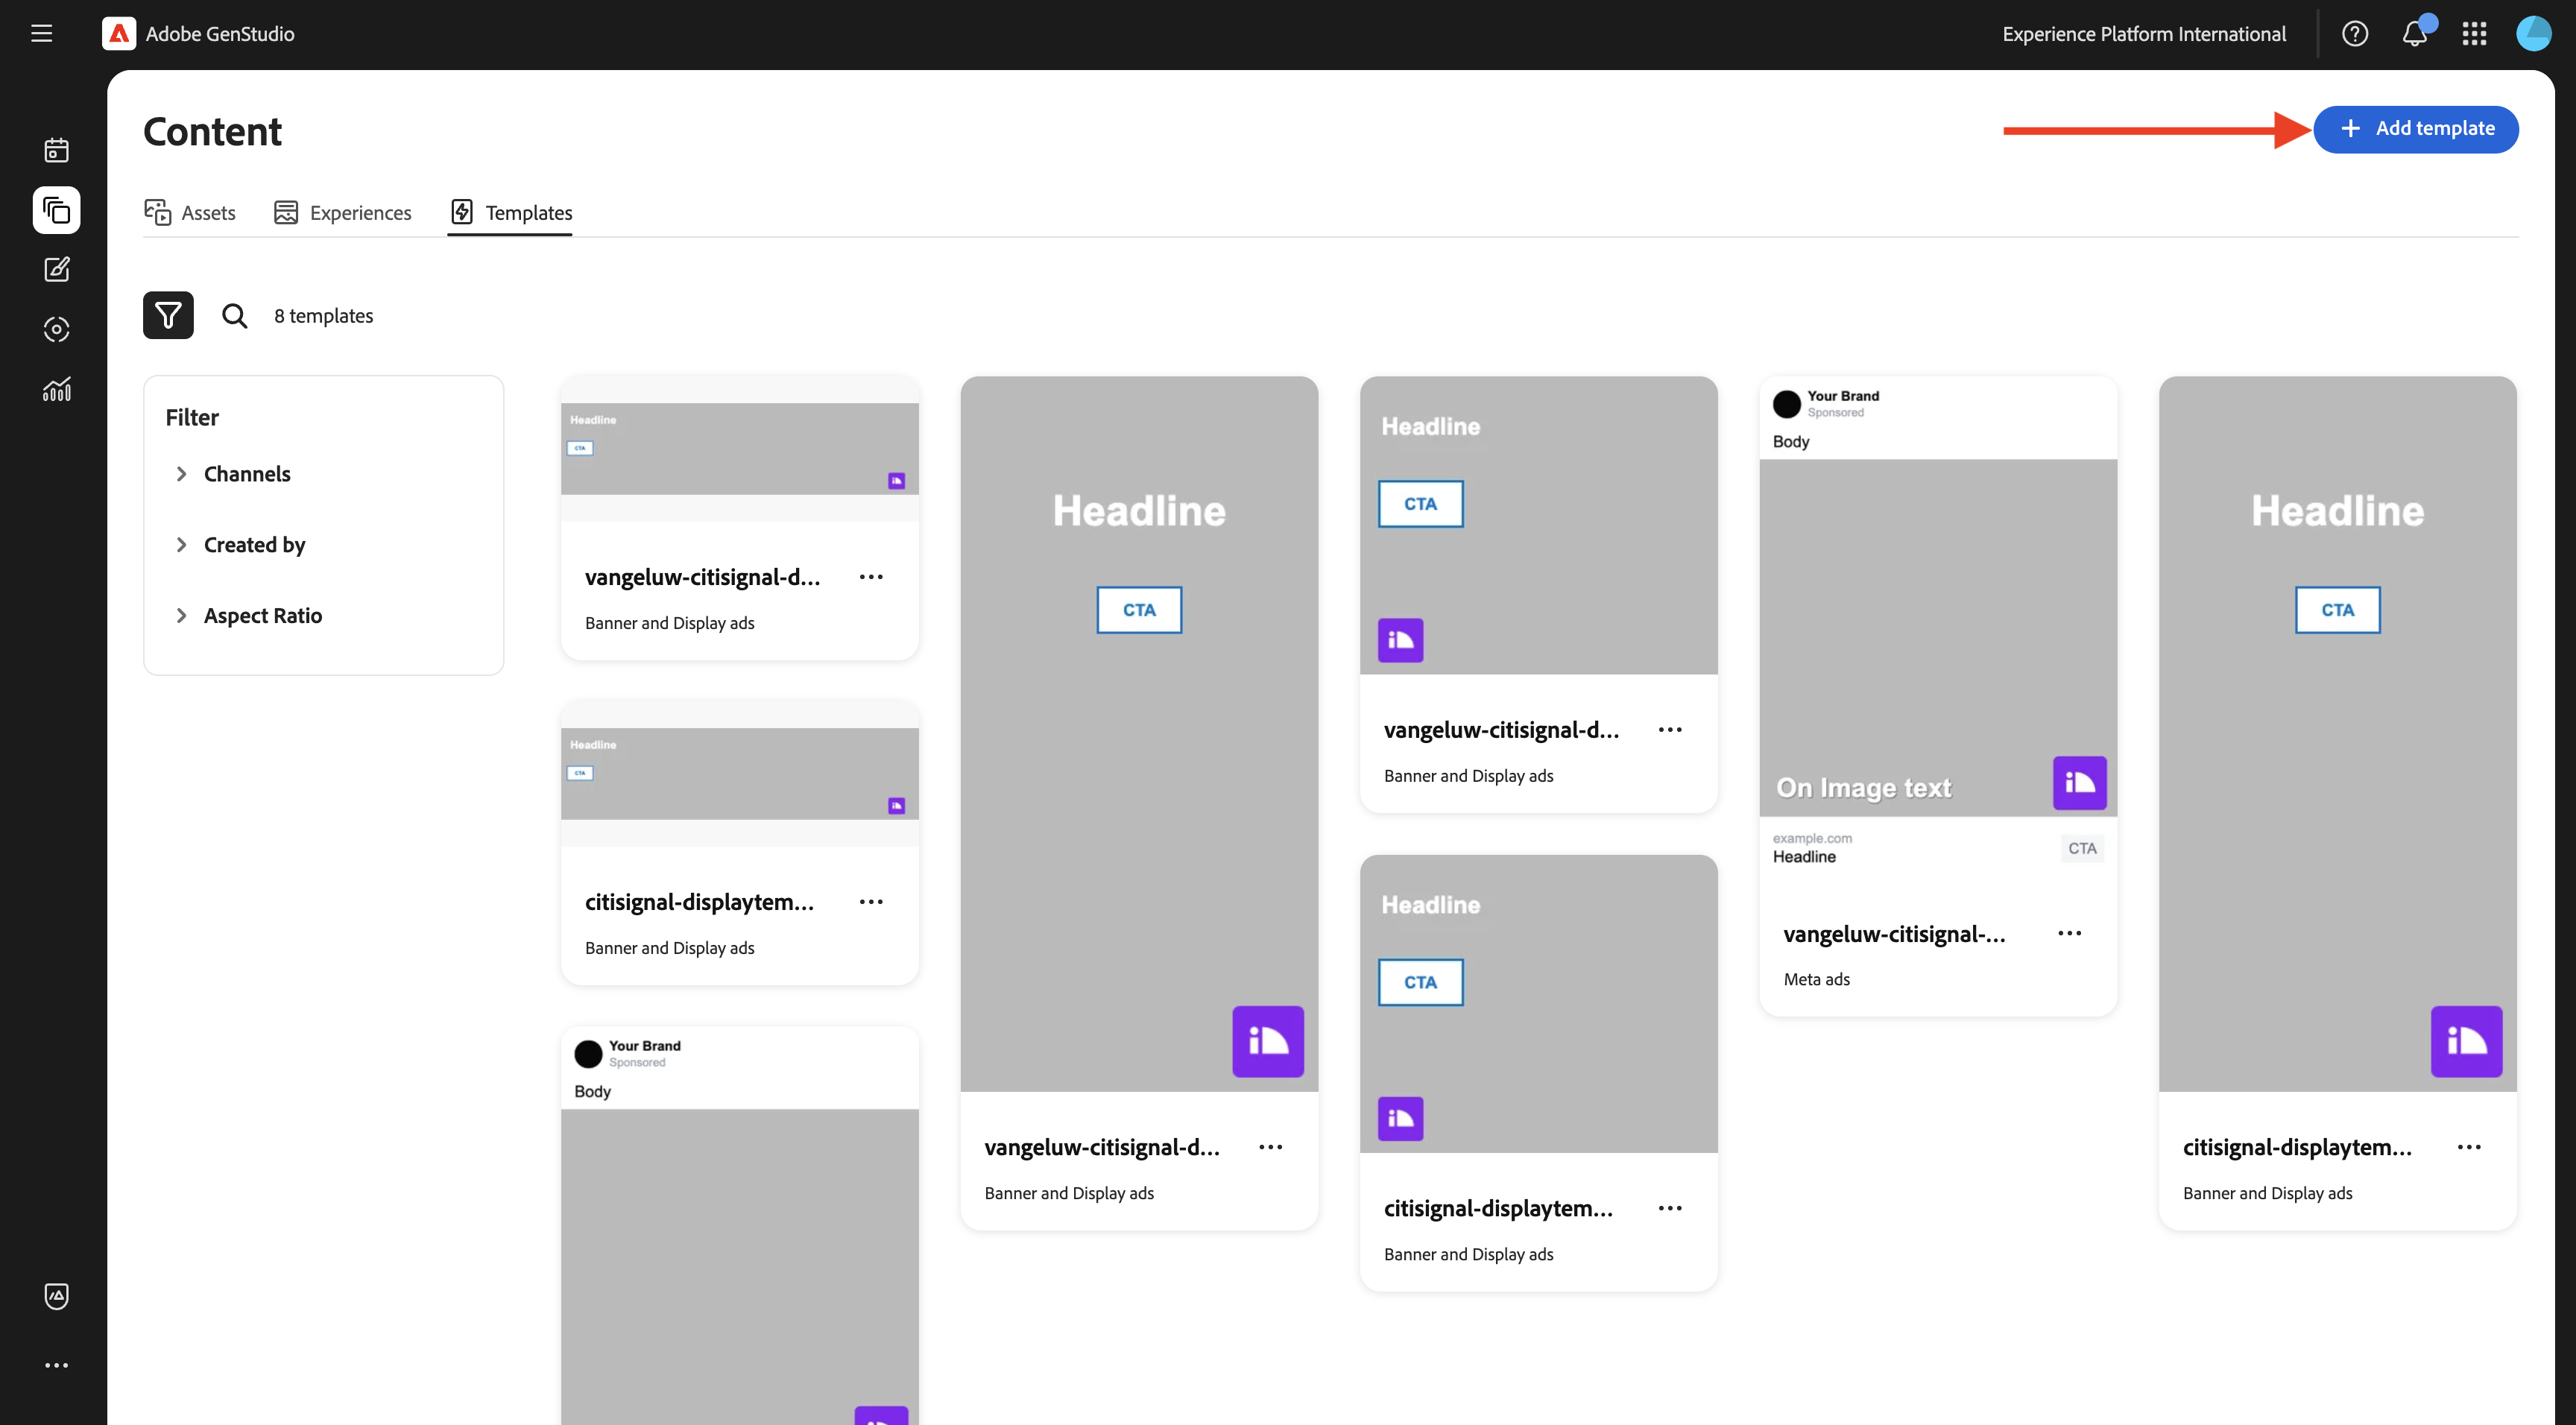 Adobe GenStudio
Experience Platform International
Content
+ Add template
Assets
Experiences
Templates
8 templates
Filter
Channels
Created by
Aspect Ratio
Headline
CTA
vangeluw-citisignal-d...
Banner and Display ads
Headline
CTA
citisignal-displaytem...
Banner and Display ads
Your Brand
Sponsored
Body
Headline
CTA
vangeluw-citisignal-d...
Banner and Display ads
Headline
CTA
vangeluw-citisignal-d...
Banner and Display ads
Headline
CTA
citisignal-displaytem...
Banner and Display ads
Your Brand
Sponsored
Body
On Image text
example.com
Headline
CTA
vangeluw-citisignal-...
Meta ads
Headline
CTA
citisignal-displaytem...
Banner and Display ads